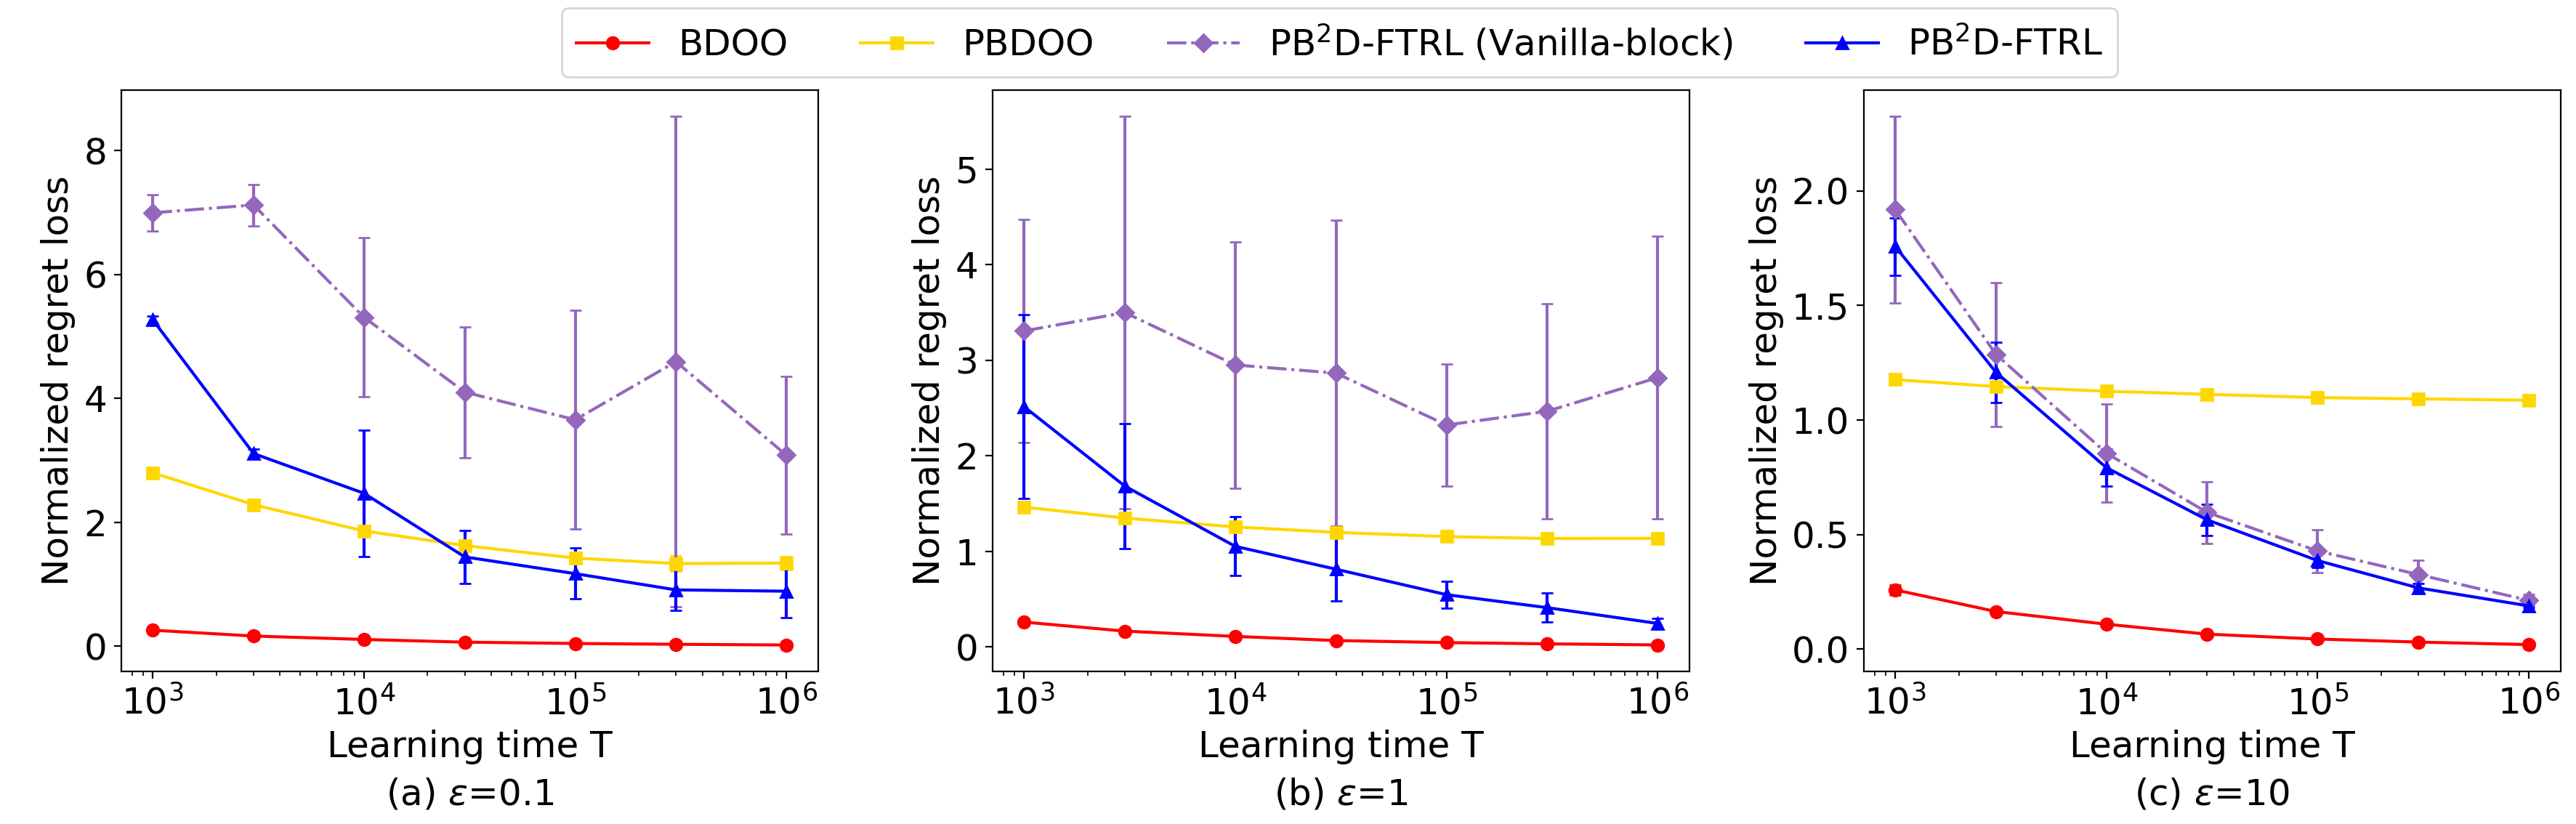 BDOO PBDOO PB²D-FTRL (Vanilla-block) PB²D-FTRL
Normalized regret loss
8
6
4
2
0
10³ 10⁴ 10⁵ 10⁶
Learning time T
(a) ε=0.1
Normalized regret loss
5
4
3
2
1
0
10³ 10⁴ 10⁵ 10⁶
Learning time T
(b) ε=1
Normalized regret loss
2.0
1.5
1.0
0.5
0.0
10³ 10⁴ 10⁵ 10⁶
Learning time T
(c) ε=10